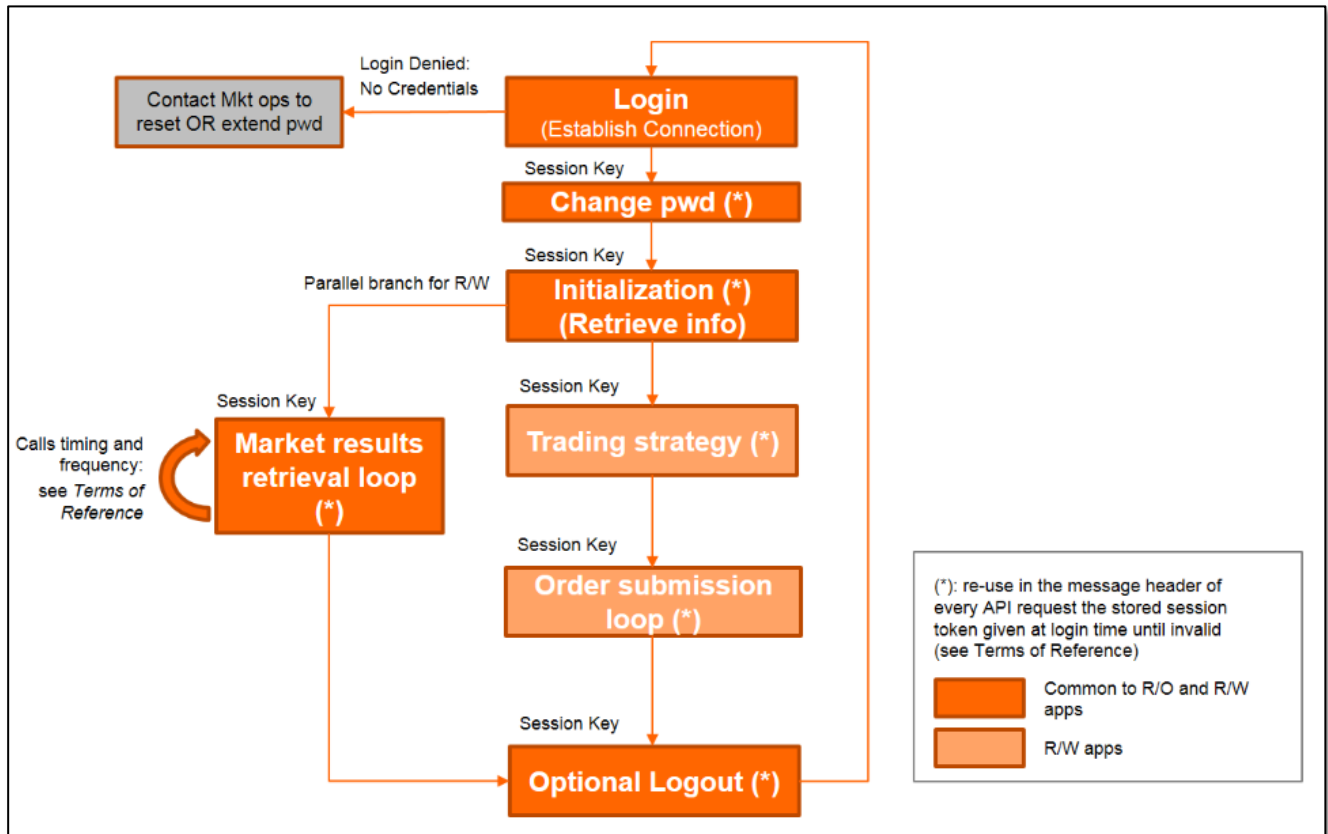 Login Denied:
No Credentials
Contact Mkt ops to
reset OR extend pwd
Login
(Establish Connection)
Session Key
Change pwd (*)
Session Key
Parallel branch for R/W
Initialization (*)
(Retrieve info)
Session Key
Trading strategy (*)
Session Key
Calls timing and
frequency:
see Terms of
Reference
Market results
retrieval loop
(*)
Session Key
Order submission
loop (*)
Session Key
Optional Logout (*)
(*): re-use in the message header of
every API request the stored session
token given at login time until invalid
(see Terms of Reference)
Common to R/O and R/W
apps
R/W apps